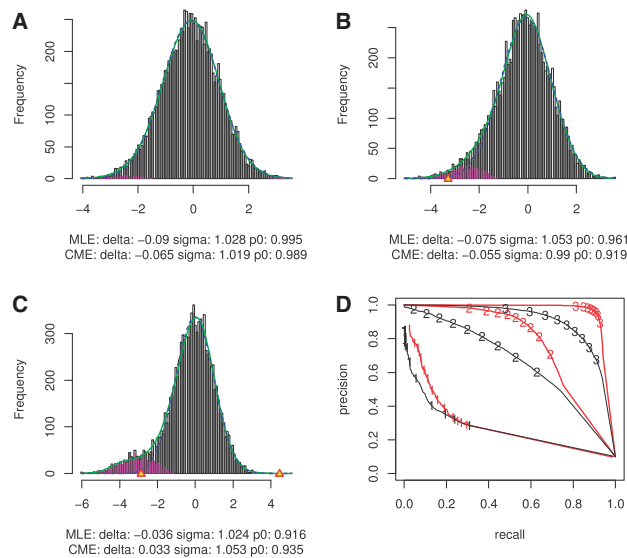 A
Frequency
0 50 100 200
−4 −2 0 2
MLE: delta: −0.09 sigma: 1.028 p0: 0.995
CME: delta: −0.065 sigma: 1.019 p0: 0.989
B
Frequency
0 50 100 200
−4 −2 0 2
MLE: delta: −0.075 sigma: 1.053 p0: 0.961
CME: delta: −0.055 sigma: 0.99 p0: 0.919
C
Frequency
0 100 200 300
−6 −4 −2 0 2 4
MLE: delta: −0.036 sigma: 1.024 p0: 0.916
CME: delta: 0.033 sigma: 1.053 p0: 0.935
D
precision
0.0 0.2 0.4 0.6 0.8 1.0
0.0 0.2 0.4 0.6 0.8 1.0
recall